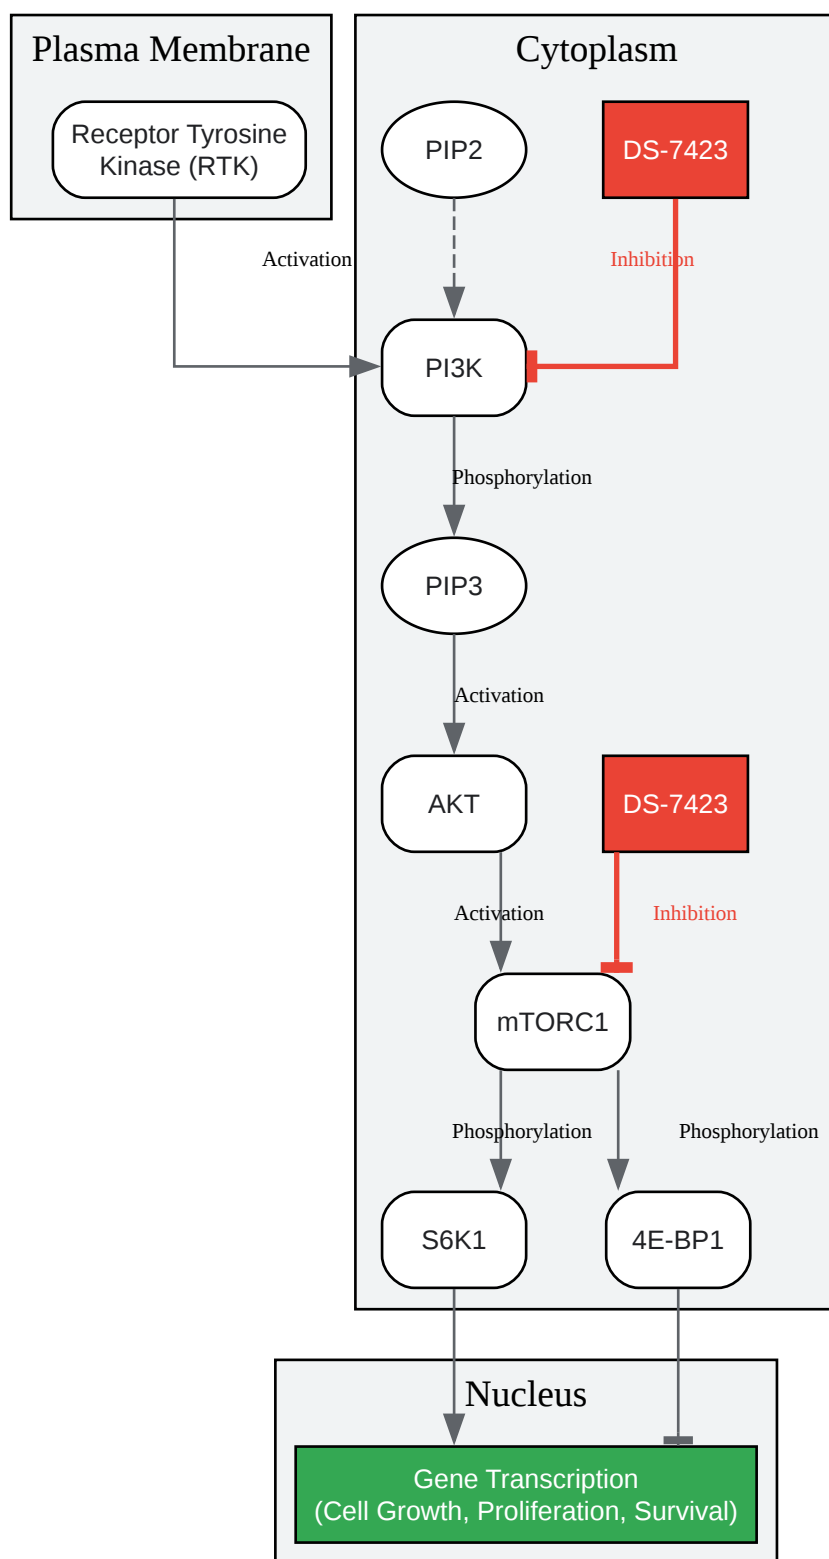 Plasma Membrane
Cytoplasm
Receptor Tyrosine
Kinase (RTK)
PIP2
DS-7423
Activation
Inhibition
PI3K
Phosphorylation
PIP3
Activation
AKT
DS-7423
Activation
Inhibition
mTORC1
Phosphorylation
Phosphorylation
S6K1
4E-BP1
Nucleus
Gene Transcription
(Cell Growth, Proliferation, Survival)